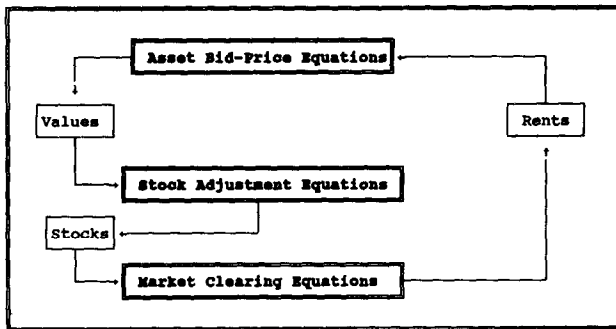 Asset Bid-Price Equations
Values
Rents
Stock Adjustment Equations
Stocks
Market Clearing Equations